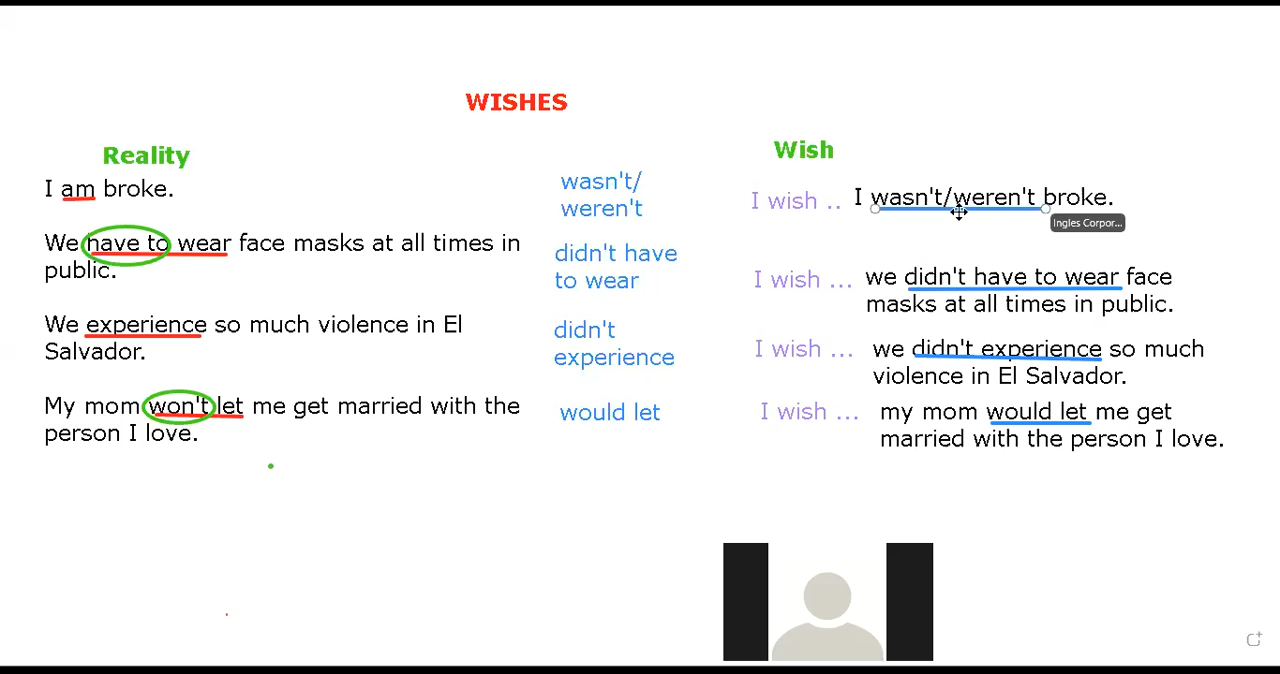 WISHES
Reality
I am broke.
We have to wear face masks at all times in
public.
We experience so much violence in El
Salvador.
My mom won't let me get married with the
person I love.
wasn't/
weren't
didn't have
to wear
didn't
experience
would let
Wish
I wish .. I wasn't/weren't broke.
Ingles Corpor...
I wish ... we didn't have to wear face
masks at all times in public.
I wish ... we didn't experience so much
violence in El Salvador.
I wish ... my mom would let me get
married with the person I love.